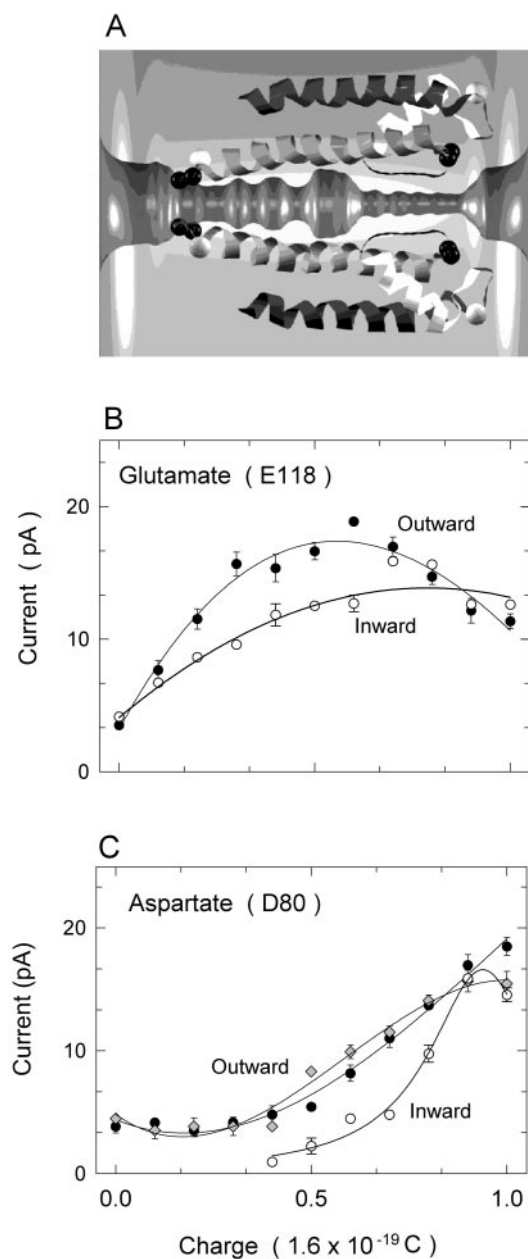 A
B
Glutamate ( E118 )
Outward
Inward
Current (pA)
20
10
0
C
Aspartate ( D80 )
Outward
Inward
Current (pA)
20
10
0
0.0 0.5 1.0
Charge ( 1.6 x 10⁻¹⁹ C )